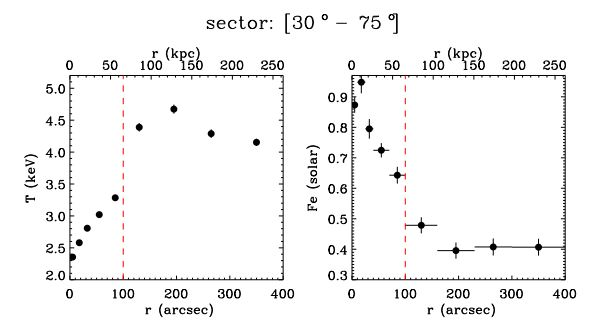 sector: [30° – 75°]
r (kpc) r (kpc)
0 50 100 150 200 250 0 50 100 150 200 250
5.0 4.5 4.0 3.5 3.0 2.5 2.0
T (keV)
0.9 0.8 0.7 0.6 0.5 0.4 0.3
Fe (solar)
0 100 200 300 400 0 100 200 300 400
r (arcsec) r (arcsec)